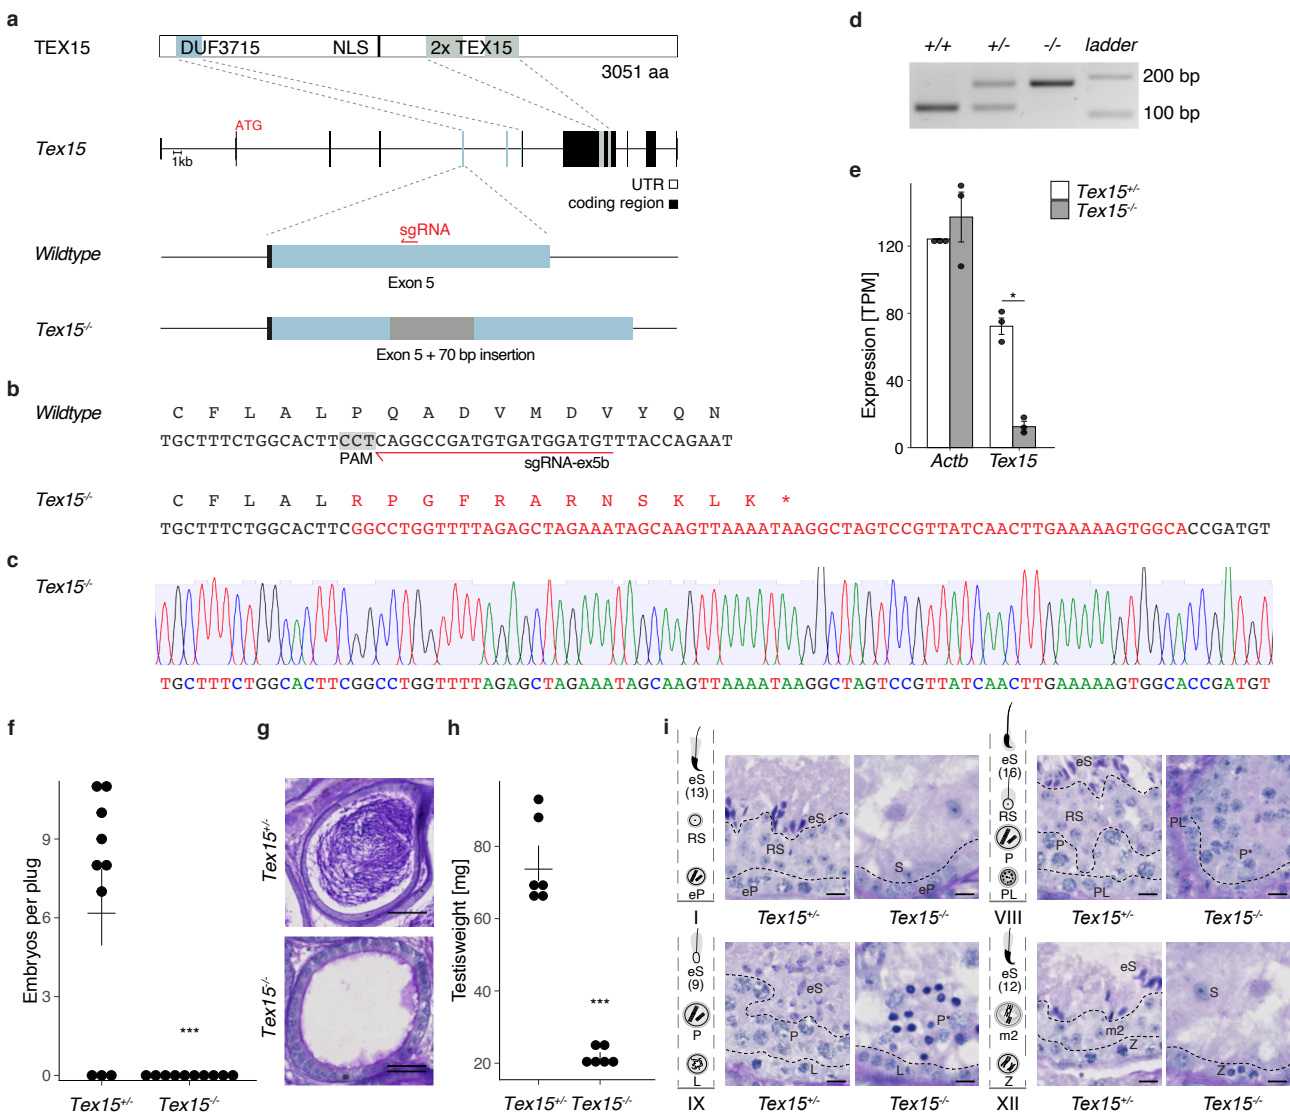 a
TEX15
DUF3715
NLS
2x TEX15
3051 aa
Tex15
ATG
1kb
UTR
coding region
Wildtype
sgRNA
Exon 5
Tex15-/-
Exon 5 + 70 bp insertion
b
Wildtype
C F L A L P Q A D V M D V Y Q N
TGCTTTCTGGCACTTCCTCAGGCCGATGTGATGGATGTTTACCAGAAT
PAM
sgRNA-ex5b
Tex15-/-
C F L A L R P G F R A R N S K L K *
TGCTTTCTGGCACTTCGGCCTGGTTTTAGAGCTAGAAATAGCAAGTTAAAATAAGGCTAGTCCGTTATCAACTTGAAAAAGTGGCACCGATGT
c
Tex15-/-
TGCTTTCTGGCACTTCGGCCTGGTTTTAGAGCTAGAAATAGCAAGTTAAAATAAGGCTAGTCCGTTATCAACTTGAAAAAGTGGCACCGATGT
d
+/+ +/- -/- ladder
200 bp
100 bp
e
Expression [TPM]
120
80
40
0
Actb Tex15
Tex15+/-
Tex15-/-
*
f
Embryos per plug
9
6
3
0
***
Tex15+/- Tex15-/-
g
Tex15+/-
Tex15-/-
h
Testisweight [mg]
80
60
40
20
***
Tex15+/- Tex15-/-
i
eS
(13)
RS
eP
I
eS
RS
eP
Tex15+/-
S
eP
Tex15-/-
eS
(16)
RS
P
PL
VIII
eS
RS
P
PL
Tex15+/-
PL
P*
Tex15-/-
eS
(9)
P
L
IX
eS
P
L
Tex15+/-
P*
L
Tex15-/-
eS
(12)
m2
Z
XII
eS
m2
Z
Tex15+/-
S
Z
Tex15-/-